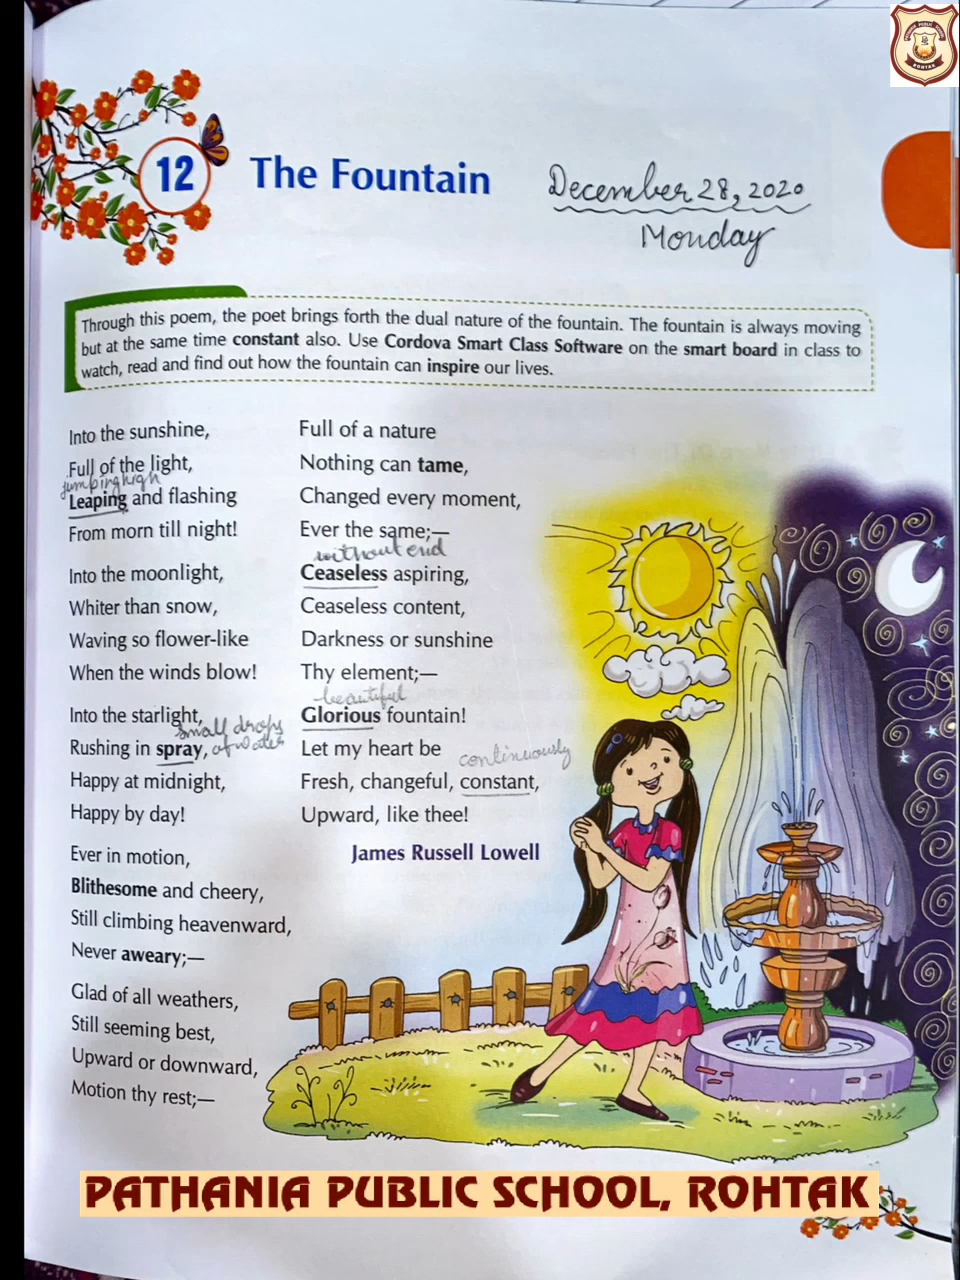 12
The Fountain
December 28, 2020
Monday
Through this poem, the poet brings forth the dual nature of the fountain. The fountain is always moving
but at the same time constant also. Use Cordova Smart Class Software on the smart board in class to
watch, read and find out how the fountain can inspire our lives.
Into the sunshine,
Full of the light,
jumping high
Leaping and flashing
From morn till night!
Into the moonlight,
Whiter than snow,
Waving so flower-like
When the winds blow!
Into the starlight,
small drops
Rushing in spray, of water
Happy at midnight,
Happy by day!
Ever in motion,
Blithesome and cheery,
Still climbing heavenward,
Never aweary;—
Glad of all weathers,
Still seeming best,
Upward or downward,
Motion thy rest;—
Full of a nature
Nothing can tame,
Changed every moment,
Ever the same;—
without end
Ceaseless aspiring,
Ceaseless content,
Darkness or sunshine
Thy element;—
beautiful
Glorious fountain!
Let my heart be
continuously
Fresh, changeful, constant,
Upward, like thee!
James Russell Lowell
PATHANIA PUBLIC SCHOOL, ROHTAK